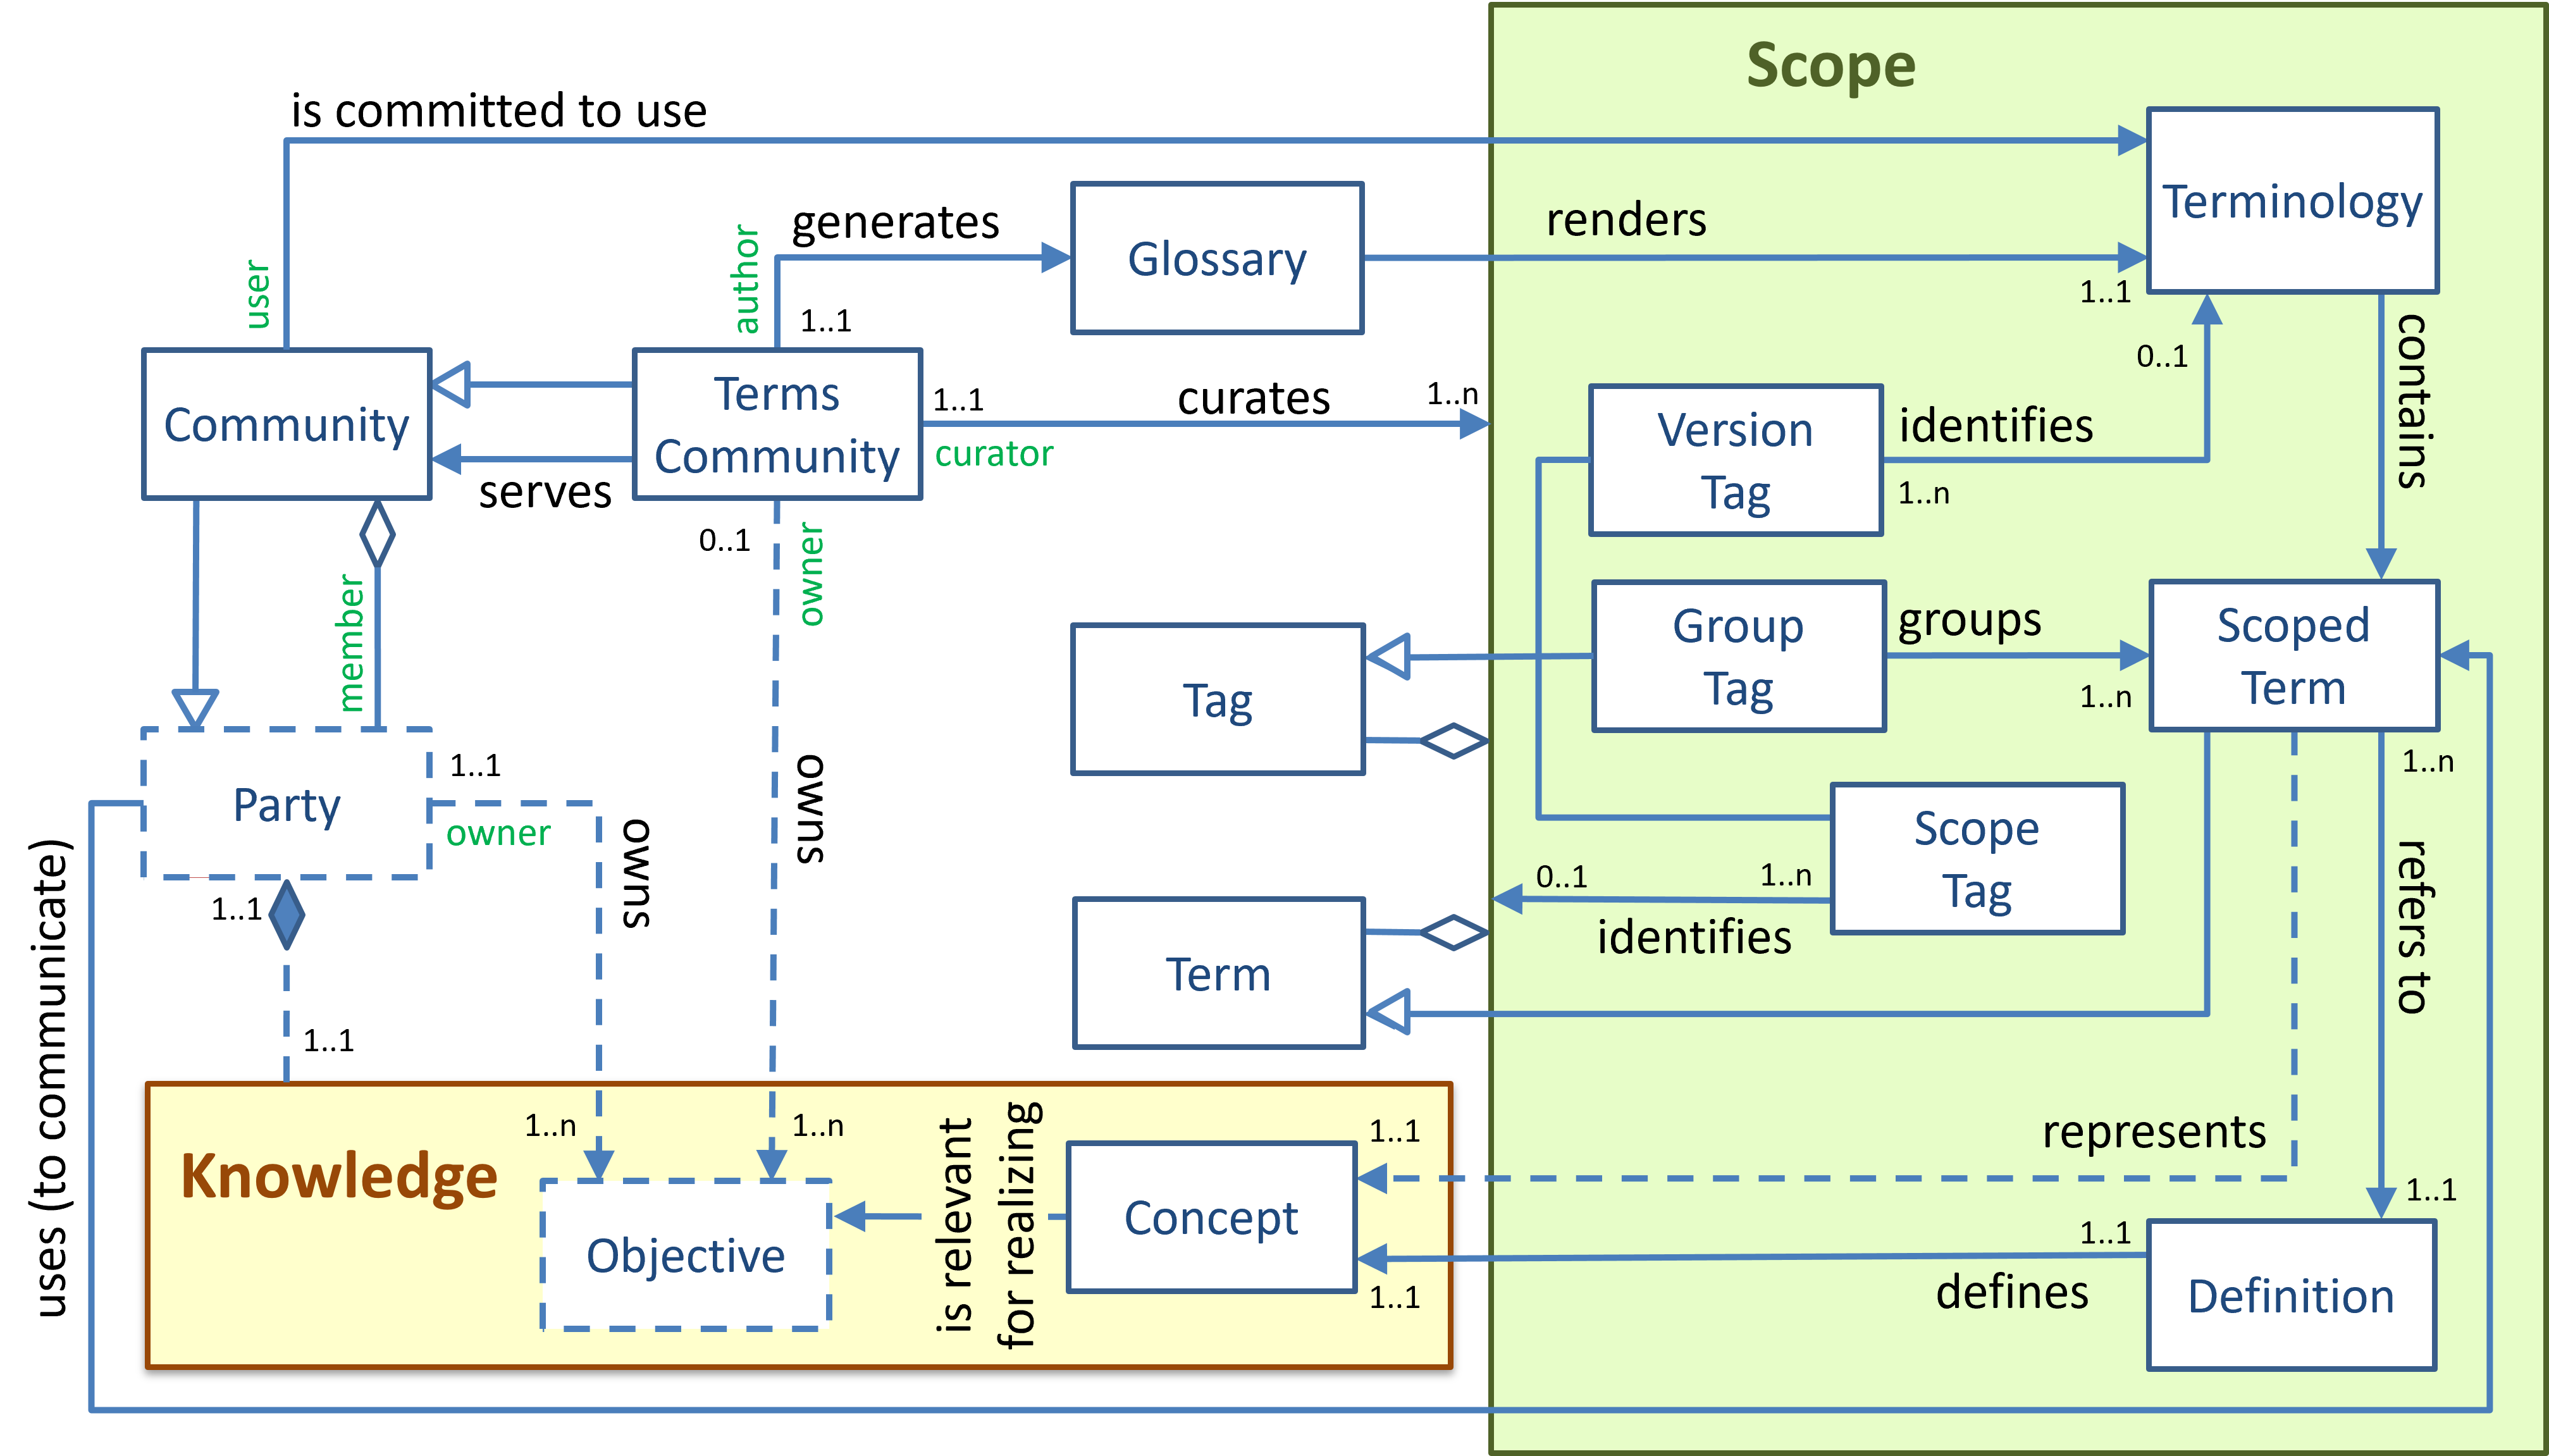 Scope
is committed to use
Terminology
generates
Glossary
renders
user
author
1..1
1..1
0..1
contains
Community
Terms
Community
serves
1..1
curates
1..n
curator
Version
Tag
identifies
1..n
0..1
owner
member
Tag
Group
Tag
groups
1..n
Scoped
Term
1..n
Party
1..1
owner
owns
owns
Scope
Tag
0..1
1..n
identifies
refers to
uses (to communicate)
1..1
1..1
Term
Knowledge
1..n
1..n
is relevant
for realizing
1..1
represents
1..1
Objective
Concept
1..1
1..1
defines
Definition